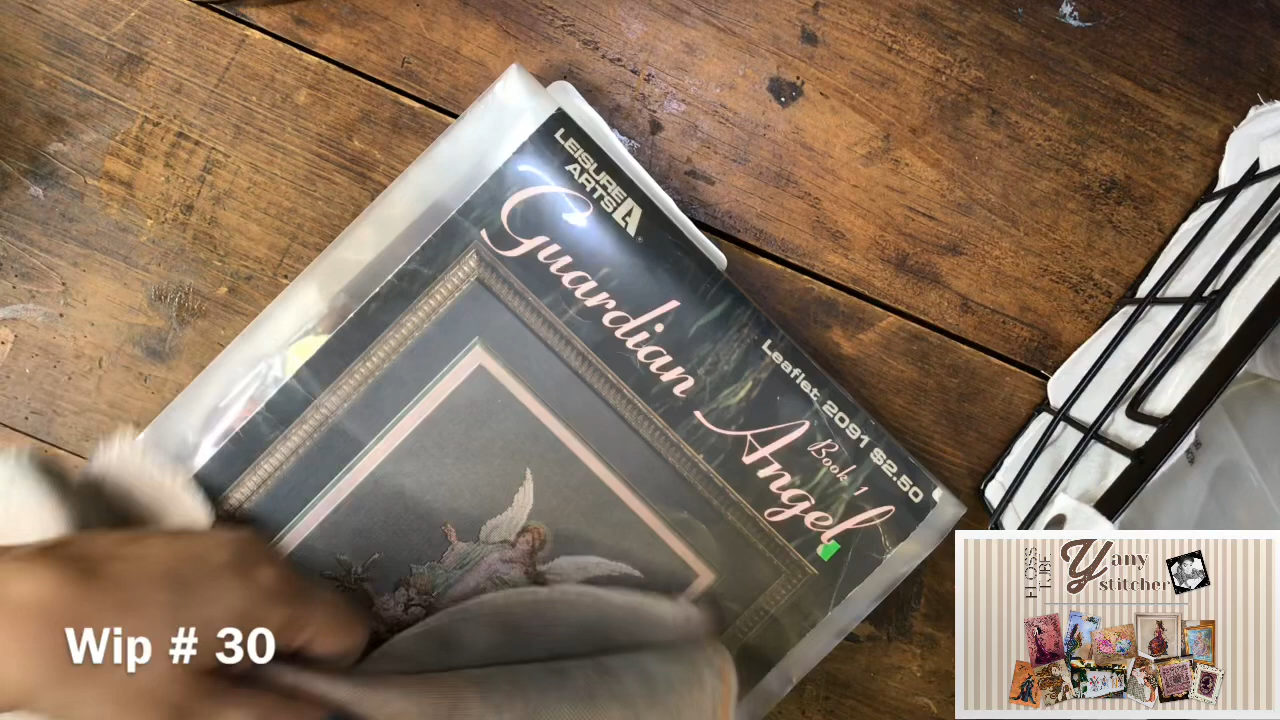 LEISURE
ARTS
Guardian Angel
Leaflet 2091 $2.50
Book 1
Wip # 30
FLOSS
TUBE
Yany
stitcher